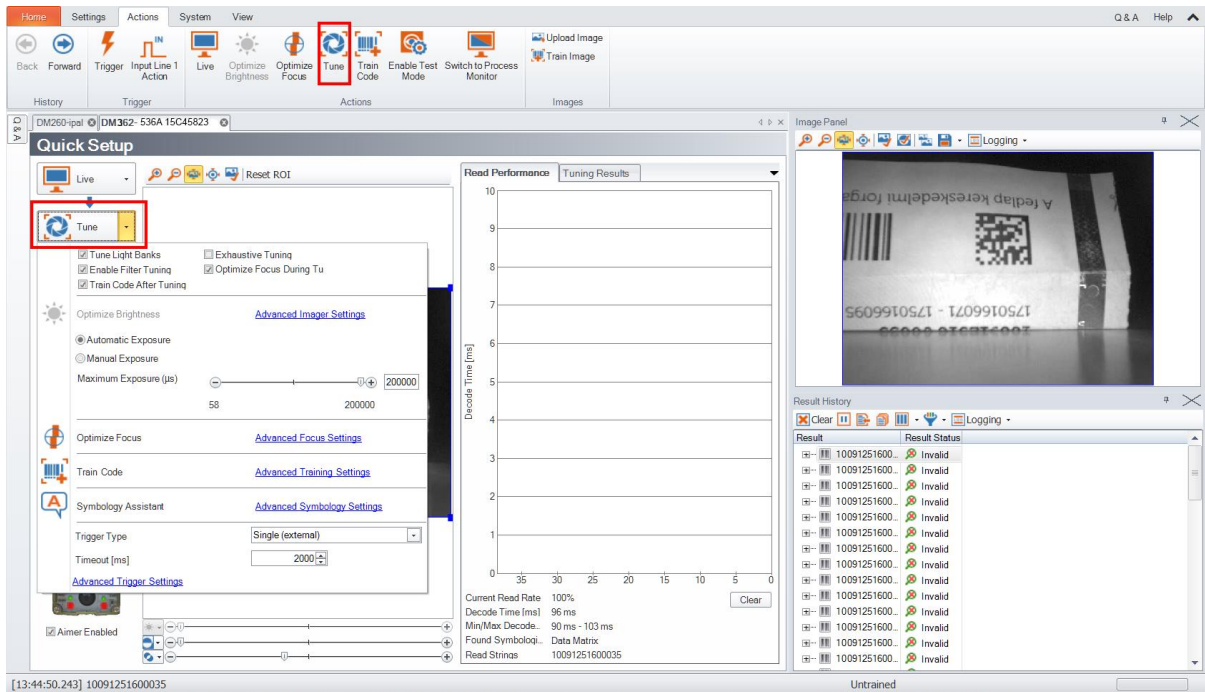 Home Settings Actions System View Q & A Help
Back Forward Trigger Input Line 1 Action Live Optimize Brightness Optimize Focus Tune Train Code Enable Test Mode Switch to Process Monitor Upload Image
Train Image
IN
History Trigger Actions Images
Q & A
DM260-ipal DM362- 536A 15C45823
Quick Setup
Live
Reset ROI
Tune
Tune Light Banks Exhaustive Tuning
Enable Filter Tuning Optimize Focus During Tu
Train Code After Tuning
Optimize Brightness Advanced Imager Settings
Automatic Exposure
Manual Exposure
Maximum Exposure (µs) 200000
58 200000
Optimize Focus Advanced Focus Settings
Train Code Advanced Training Settings
A Symbology Assistant Advanced Symbology Settings
Trigger Type Single (external)
Timeout [ms] 2000
Advanced Trigger Settings
Aimer Enabled
Read Performance Tuning Results
10
9
8
7
6
5
4
3
2
1
0
Decode Time [ms]
35 30 25 20 15 10 5 0
Current Read Rate 100%
Clear
Decode Time [ms] 96 ms
Min/Max Decode... 90 ms - 103 ms
Found Symbologi... Data Matrix
Read Strings 10091251600035
Image Panel
Logging
A fedlap kereskedelmi forga
1750166071 - 1750166095
Result History
Clear Logging
Result Result Status
10091251600... Invalid
10091251600... Invalid
10091251600... Invalid
10091251600... Invalid
10091251600... Invalid
10091251600... Invalid
10091251600... Invalid
10091251600... Invalid
10091251600... Invalid
10091251600... Invalid
10091251600... Invalid
10091251600... Invalid
10091251600... Invalid
10091251600... Invalid
[13:44:50.243] 10091251600035 Untrained